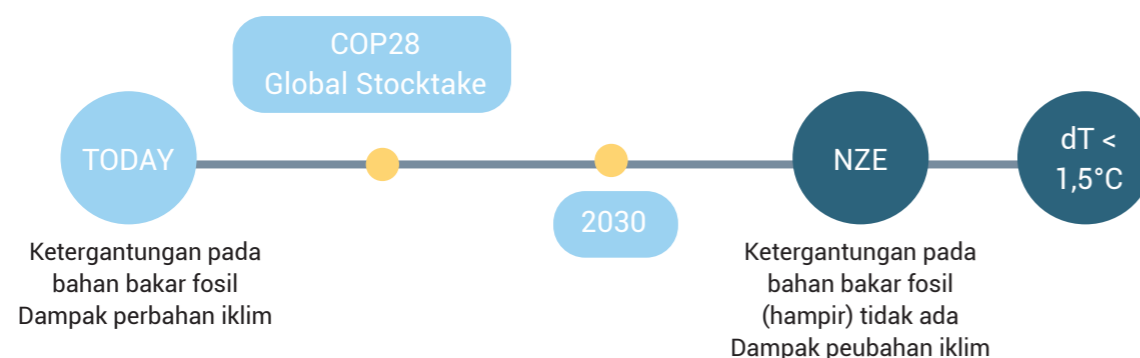 COP28
Global Stocktake
TODAY
Ketergantungan pada
bahan bakar fosil
Dampak perbahan iklim
2030
NZE
Ketergantungan pada
bahan bakar fosil
(hampir) tidak ada
Dampak peubahan iklim
dT <
1,5°C